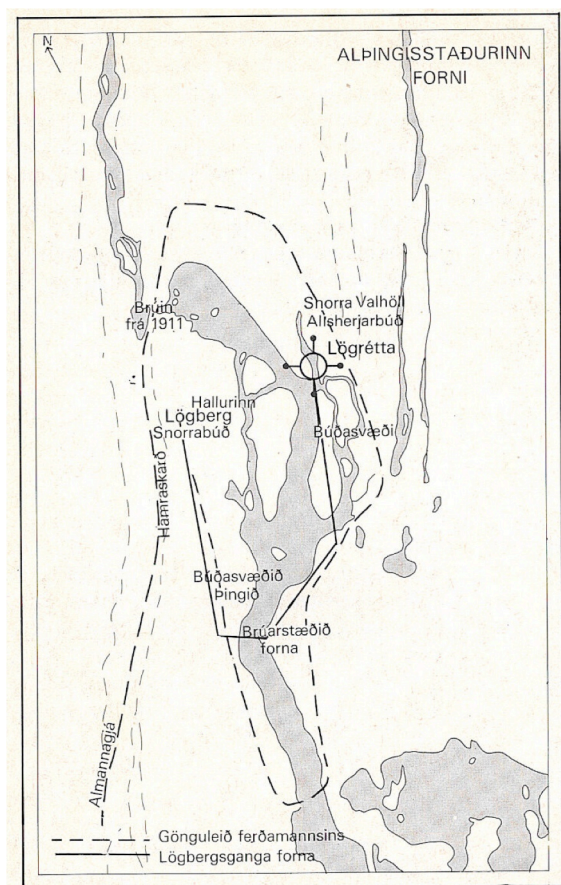 N
ALÞINGISSTAÐURINN
FORNI
Brúin
frá 1911
Snorra Valhöll
Allsherjarbúð
Lögrétta
Hallurinn
Lögberg
Snorrabúð
Búðasvæði
Hamraskarð
Búðasvæðið
Þingið
Brúarstæðið
forna
Almannagjá
Gönguleið ferðamannsins
Lögbergsganga forna